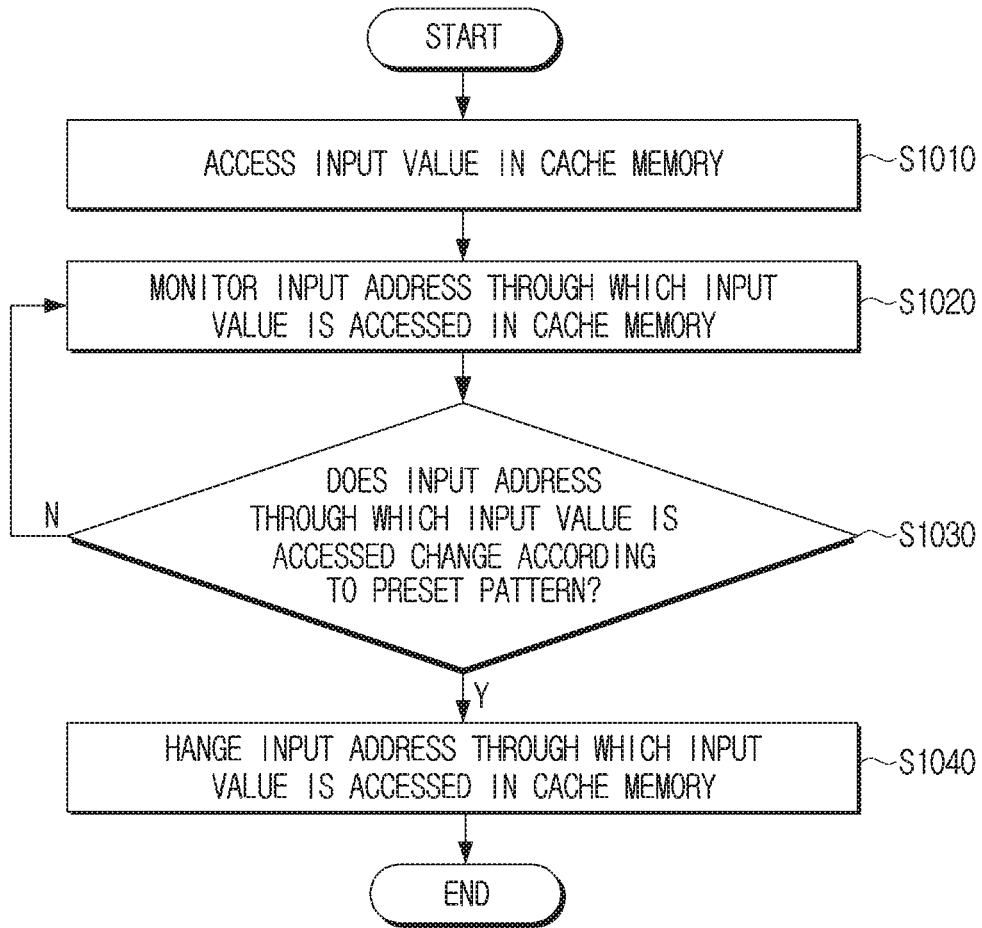 START
ACCESS INPUT VALUE IN CACHE MEMORY
S1010
MONITOR INPUT ADDRESS THROUGH WHICH INPUT
VALUE IS ACCESSED IN CACHE MEMORY
S1020
DOES INPUT ADDRESS
THROUGH WHICH INPUT VALUE IS
ACCESSED CHANGE ACCORDING
TO PRESET PATTERN?
N
S1030
Y
HANGE INPUT ADDRESS THROUGH WHICH INPUT
VALUE IS ACCESSED IN CACHE MEMORY
S1040
END